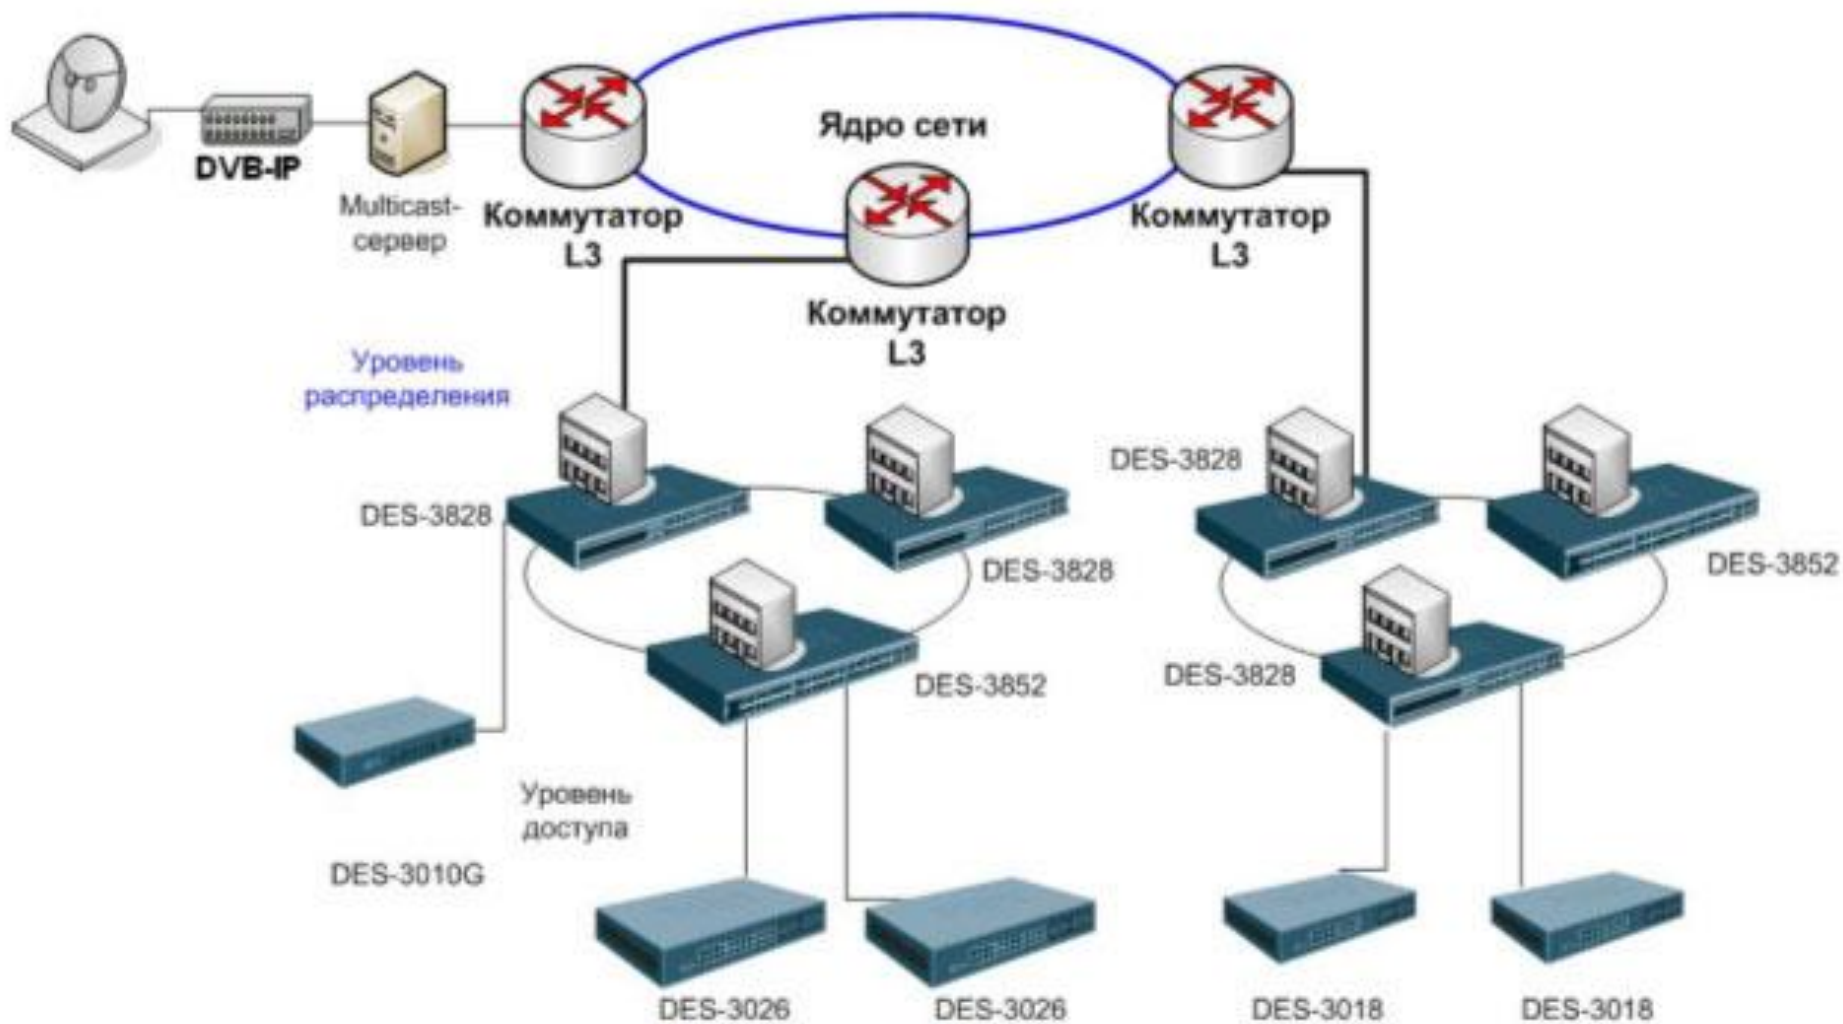 Ядро сети
DVB-IP
Multicast-
сервер
Коммутатор
L3
Коммутатор
L3
Коммутатор
L3
Уровень
распределения
DES-3828
DES-3828
DES-3852
DES-3828
DES-3852
DES-3828
Уровень
доступа
DES-3010G
DES-3026
DES-3026
DES-3018
DES-3018